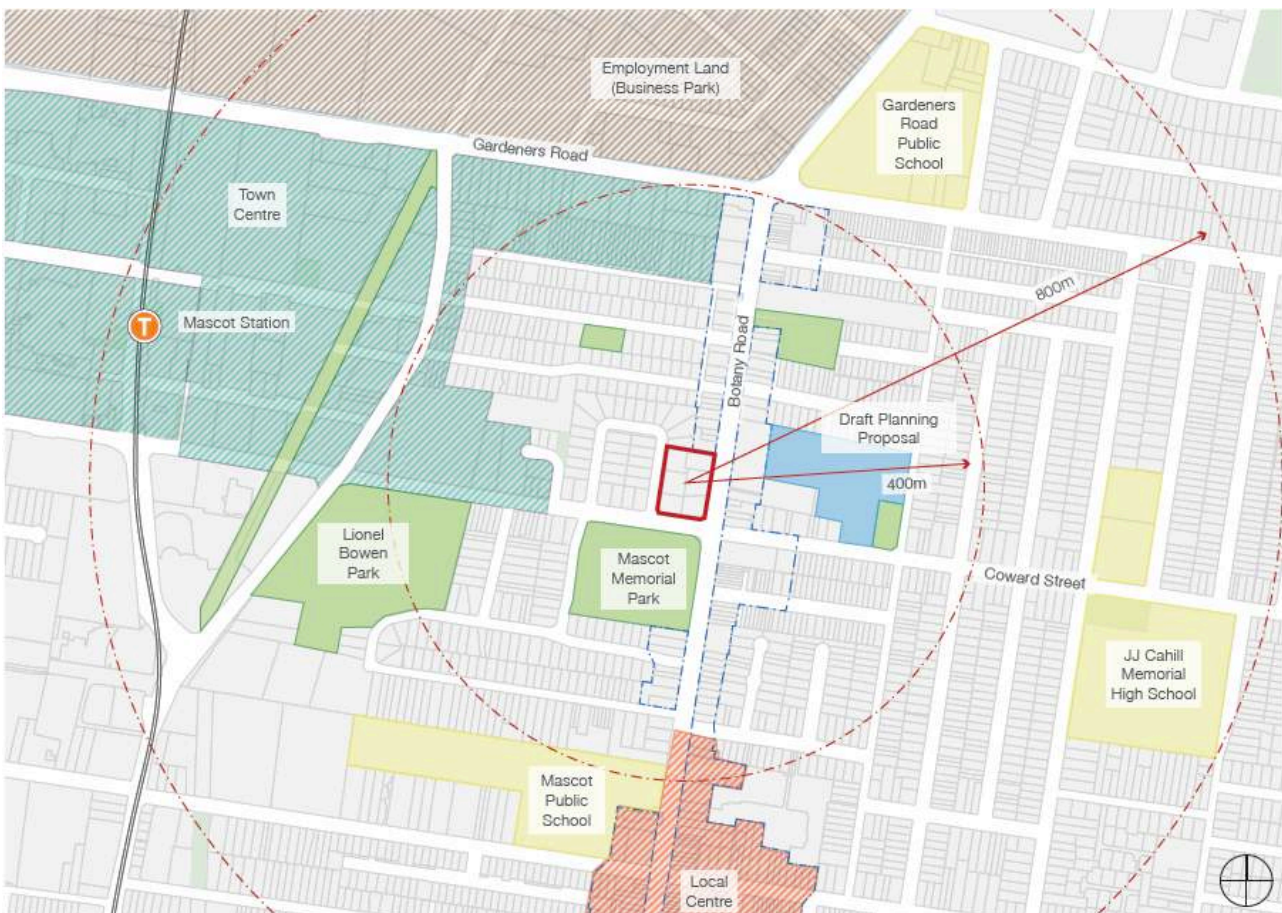 Employment Land
(Business Park)
Gardeners
Road
Public
School
Gardeners Road
Town
Centre
800m
Mascot Station
T
Botany Road
Draft Planning
Proposal
400m
Lionel
Bowen
Park
Mascot
Memorial
Park
Coward Street
JJ Cahill
Memorial
High School
Mascot
Public
School
Local
Centre